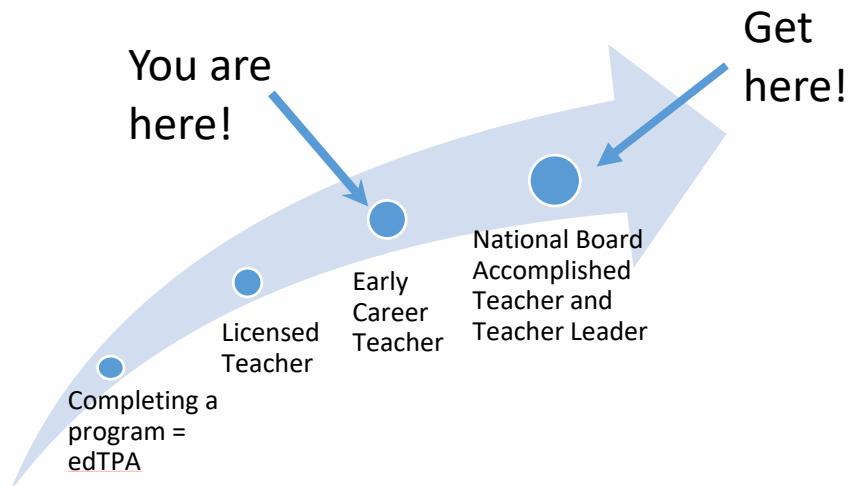 You are
here!
Get
here!
Completing a
program =
edTPA
Licensed
Teacher
Early
Career
Teacher
National Board
Accomplished
Teacher and
Teacher Leader